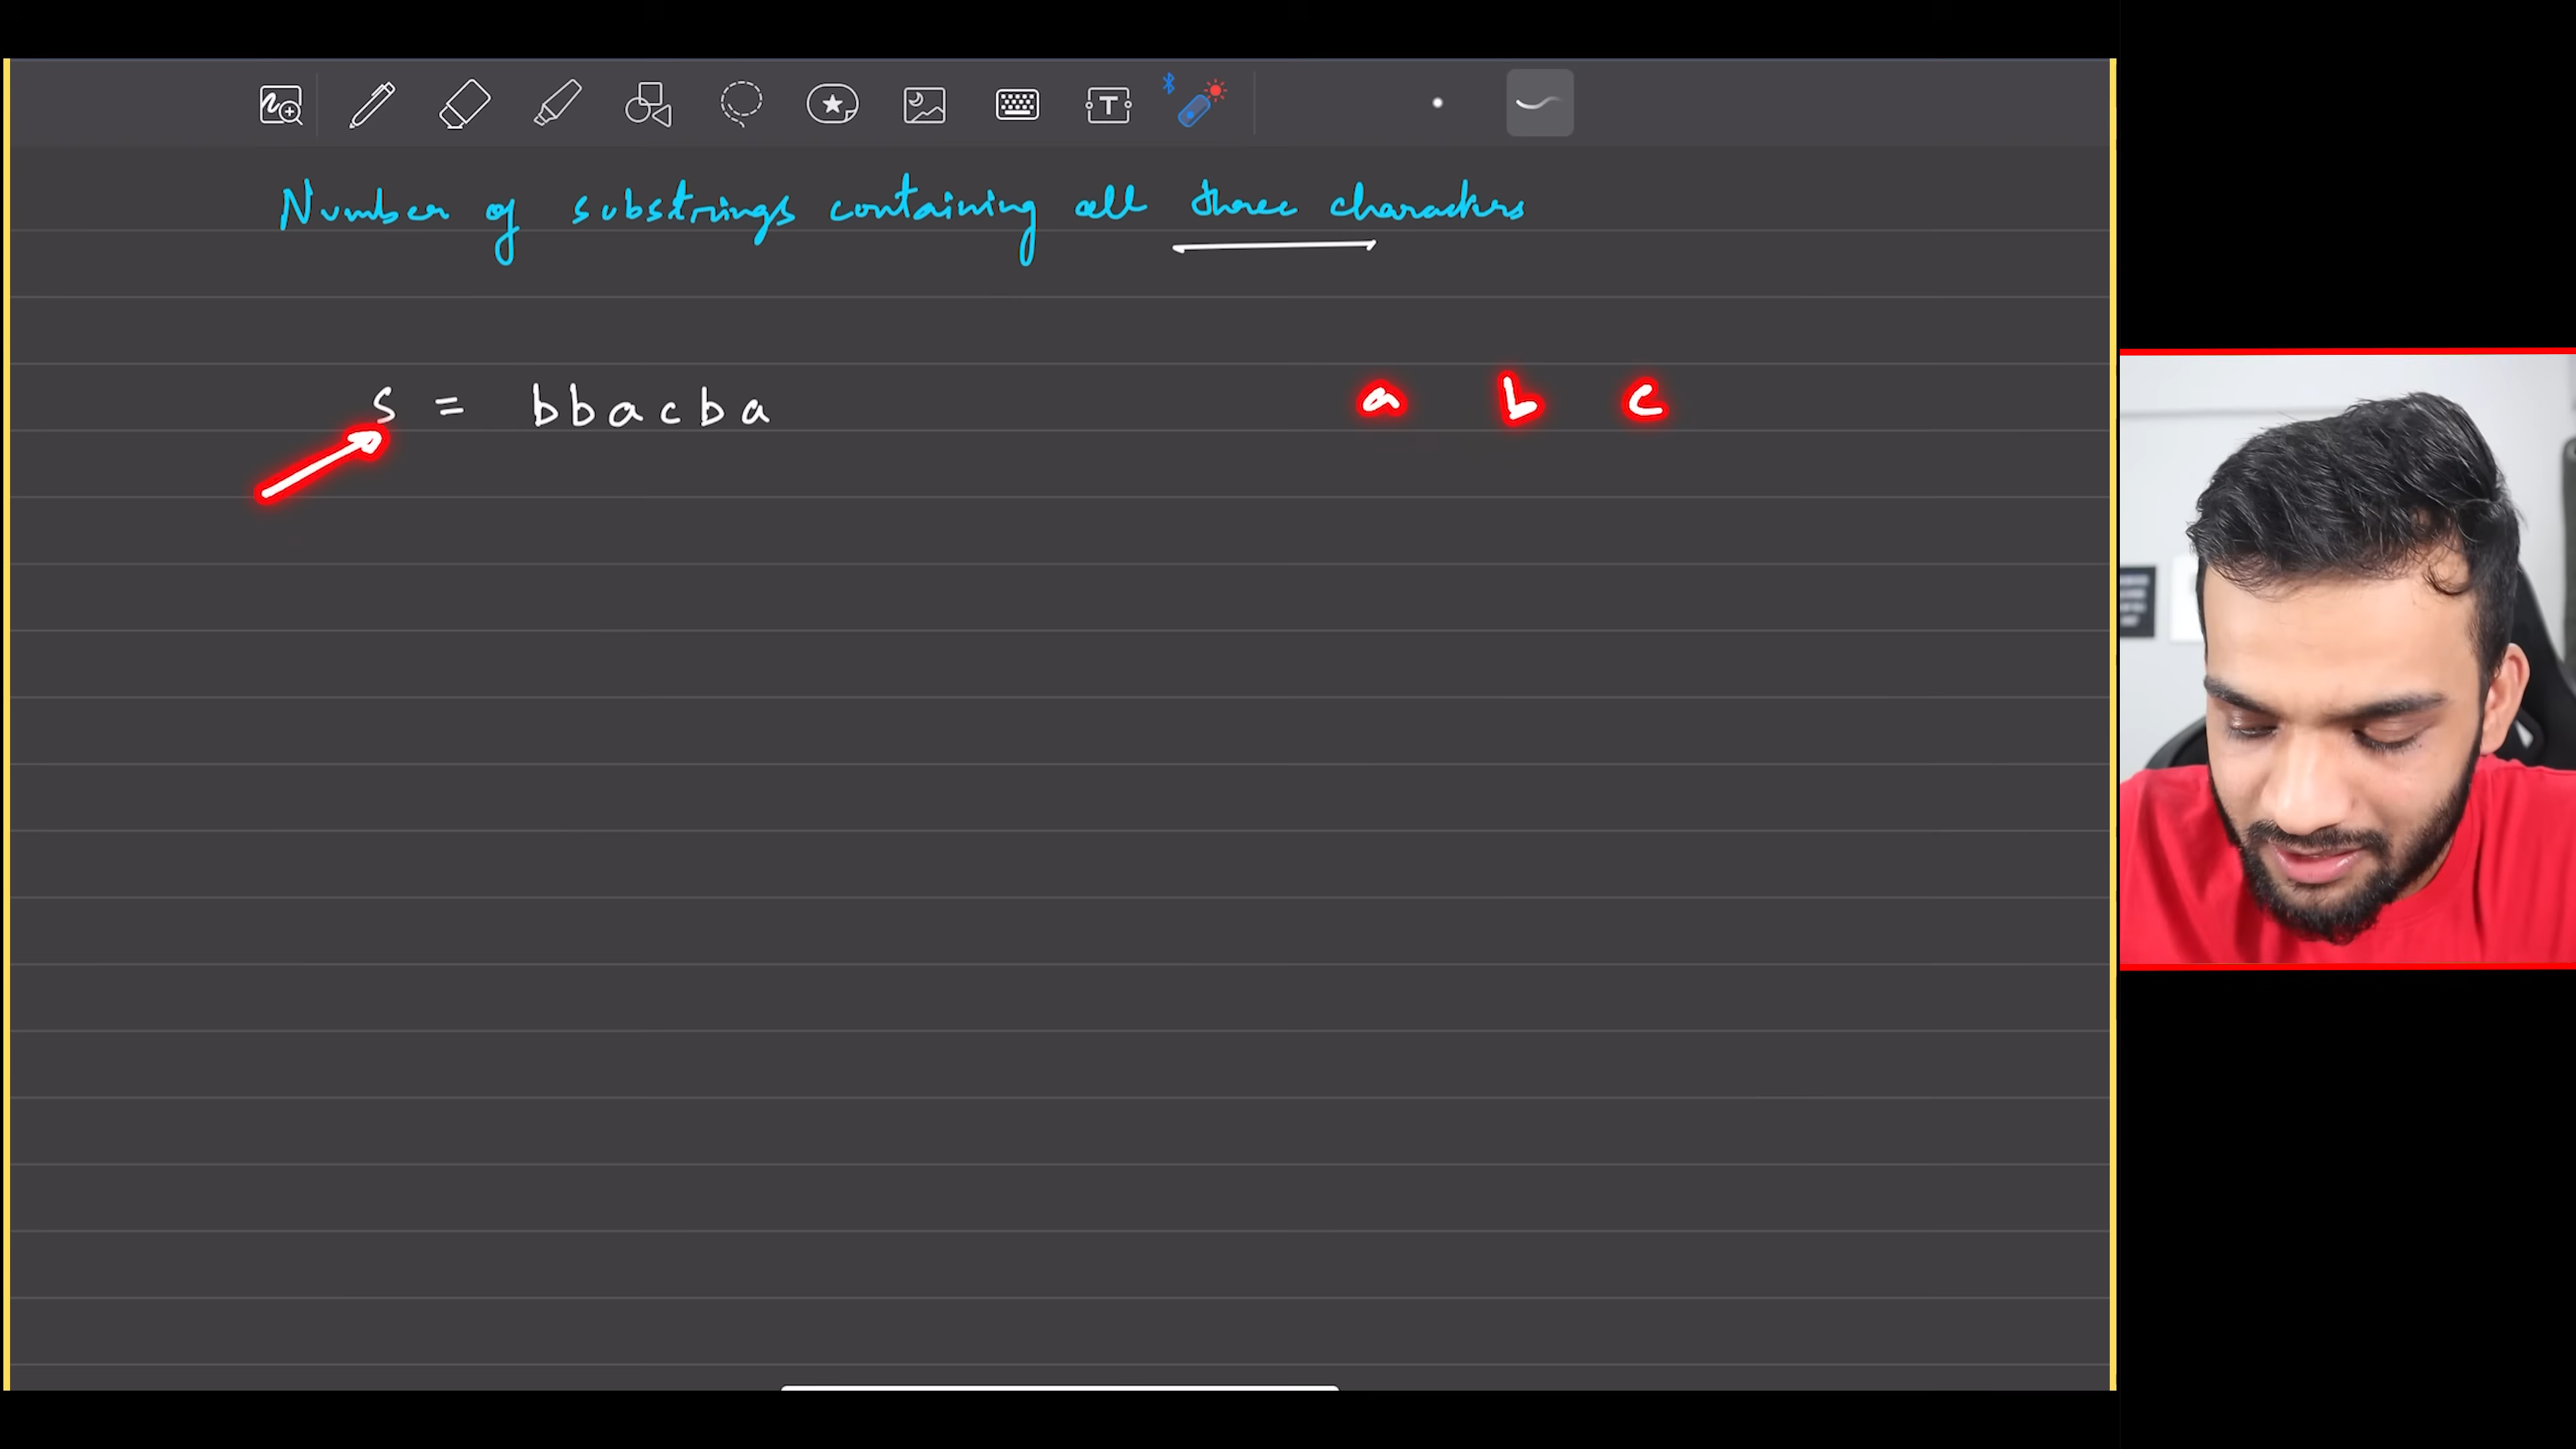 Number of substrings containing all three characters
s = bbacba a b c